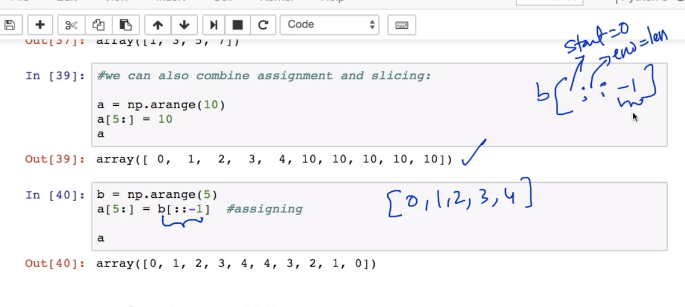 Code
Out[37]: array([1, 3, 5, 7])
start=0
end=len
b[ : : -1]
In [39]: #we can also combine assignment and slicing:
a = np.arange(10)
a[5:] = 10
a
Out[39]: array([ 0, 1, 2, 3, 4, 10, 10, 10, 10, 10])
In [40]: b = np.arange(5)
a[5:] = b[::-1] #assigning
[0,1,2,3,4]
a
Out[40]: array([0, 1, 2, 3, 4, 4, 3, 2, 1, 0])